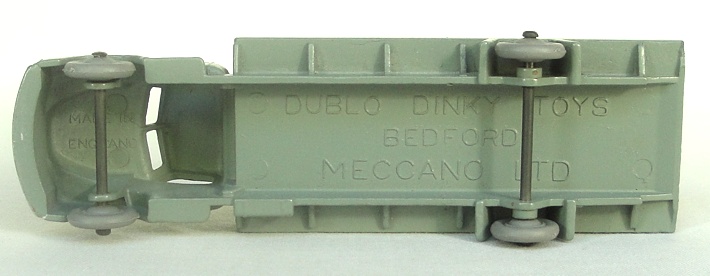 MADE IN
ENGLAND
DUBLO DINKY TOYS
BEDFORD
MECCANO LTD